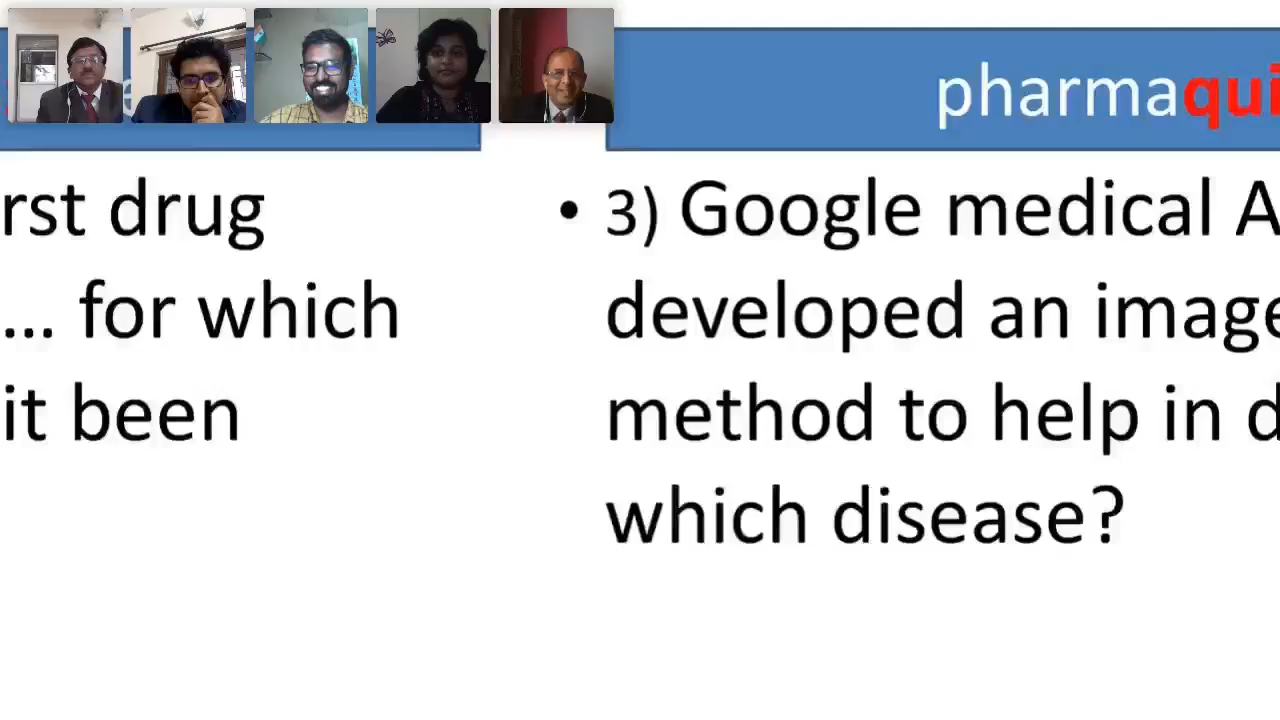 rst drug
... for which
it been
pharmaqui
• 3) Google medical A
developed an image
method to help in d
which disease?